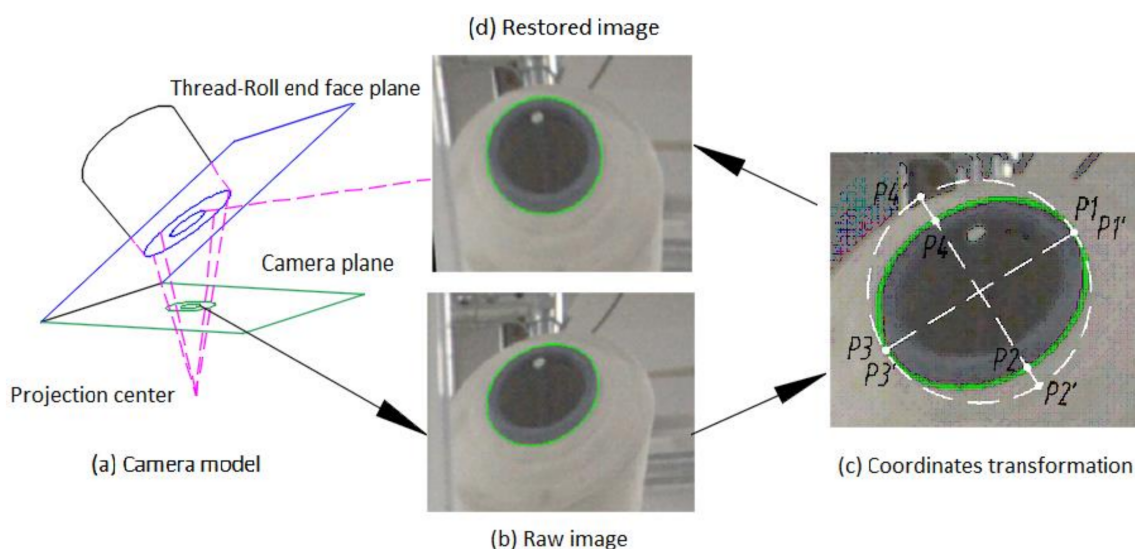 (d) Restored image
Thread-Roll end face plane
Camera plane
Projection center
(a) Camera model
(b) Raw image
P4'
P4
P1
P1'
P3
P3'
P2
P2'
(c) Coordinates transformation